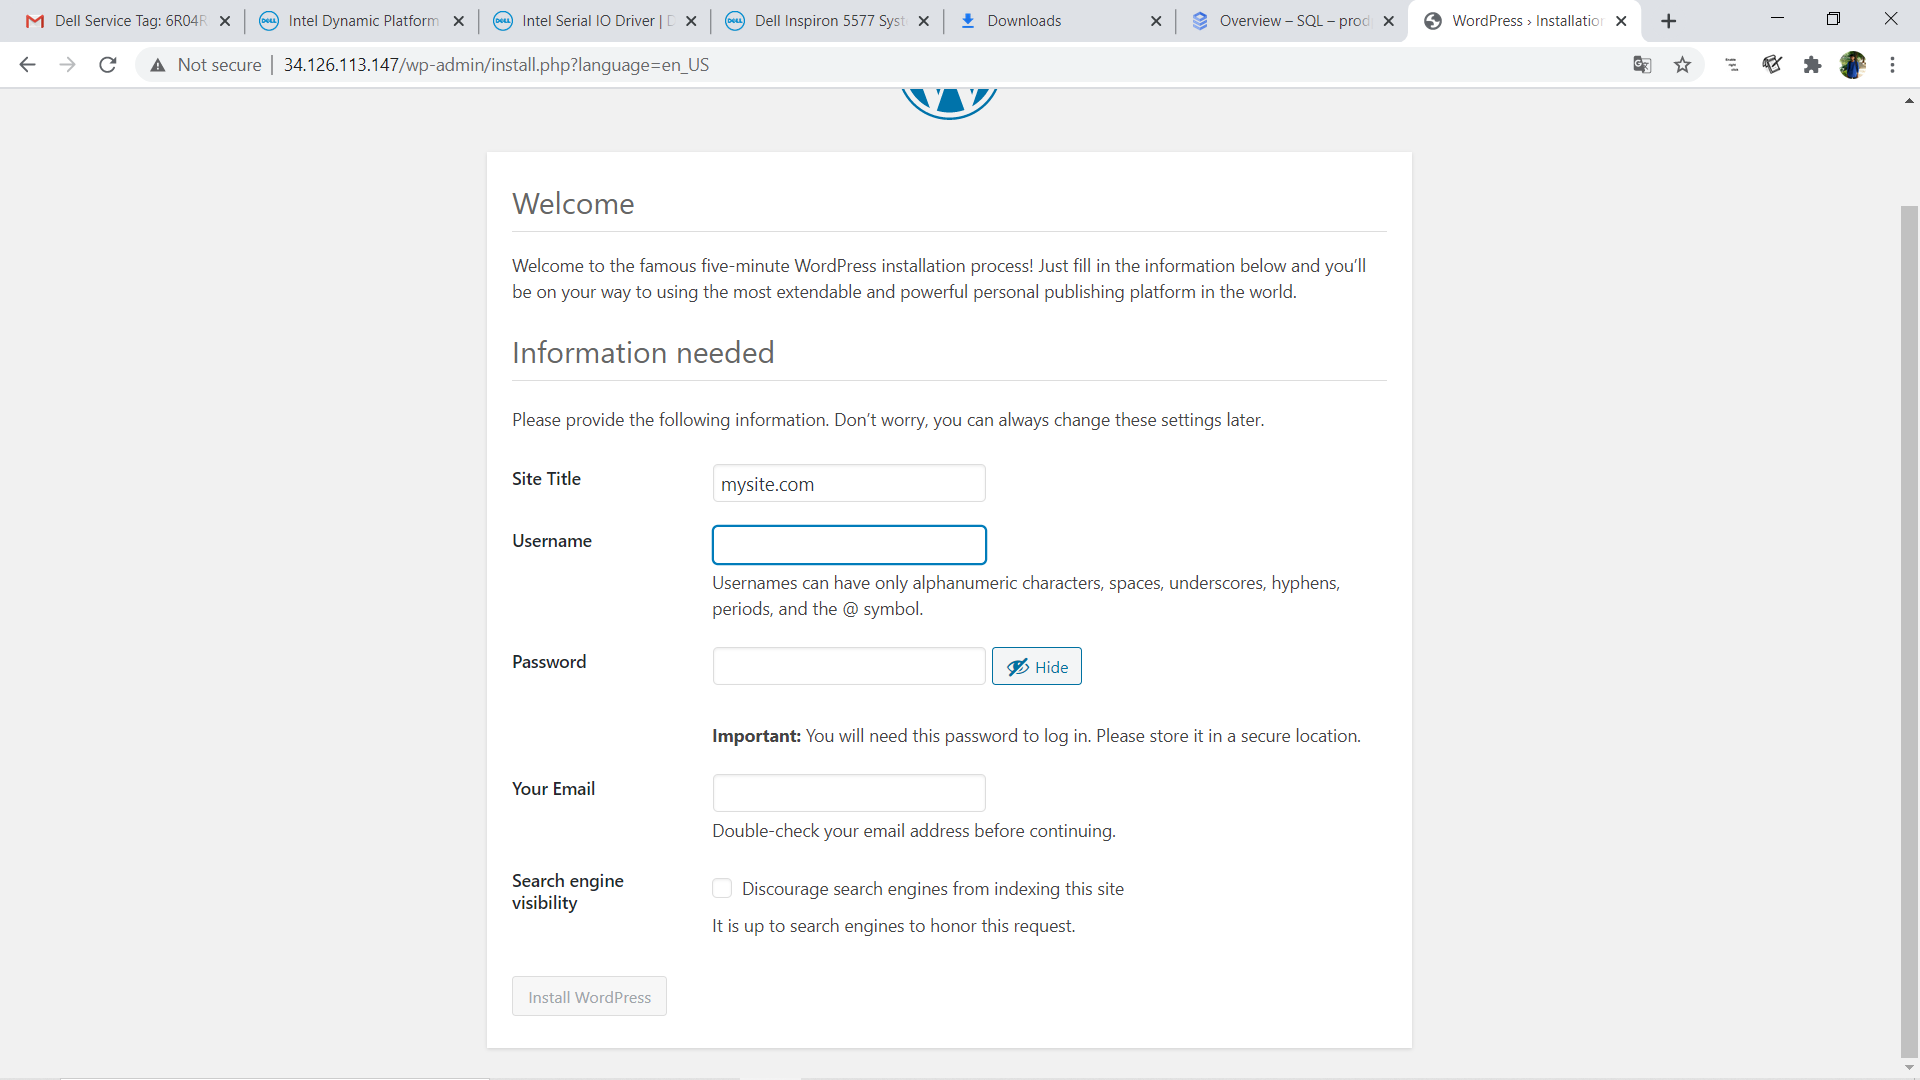 Dell Service Tag: 6R04R
Intel Dynamic Platform
Intel Serial IO Driver | D
Dell Inspiron 5577 Syst
Downloads
Overview – SQL – prod
WordPress › Installation
Not secure
34.126.113.147/wp-admin/install.php?language=en_US
Welcome
Welcome to the famous five-minute WordPress installation process! Just fill in the information below and you’ll
be on your way to using the most extendable and powerful personal publishing platform in the world.
Information needed
Please provide the following information. Don’t worry, you can always change these settings later.
Site Title
mysite.com
Username
Usernames can have only alphanumeric characters, spaces, underscores, hyphens,
periods, and the @ symbol.
Password
Hide
Important: You will need this password to log in. Please store it in a secure location.
Your Email
Double-check your email address before continuing.
Search engine
visibility
Discourage search engines from indexing this site
It is up to search engines to honor this request.
Install WordPress